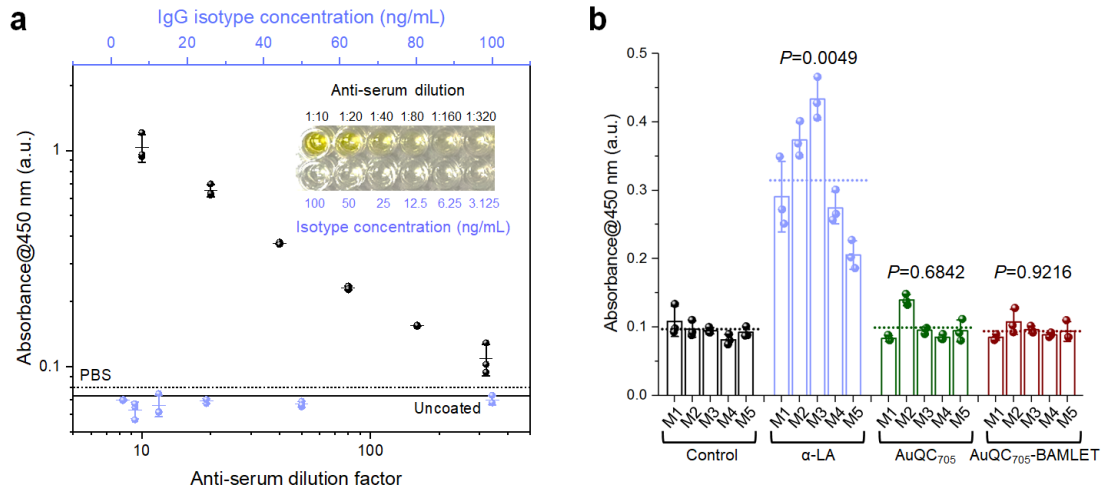 a
IgG isotype concentration (ng/mL)
0 20 40 60 80 100
Absorbance@450 nm (a.u.)
1
0.1
Anti-serum dilution
1:10 1:20 1:40 1:80 1:160 1:320
100 50 25 12.5 6.25 3.125
Isotype concentration (ng/mL)
PBS
Uncoated
10 100
Anti-serum dilution factor
b
Absorbance@450 nm (a.u.)
0.5
0.4
0.3
0.2
0.1
0.0
P=0.0049
P=0.6842
P=0.9216
M1 M2 M3 M4 M5 M1 M2 M3 M4 M5 M1 M2 M3 M4 M5 M1 M2 M3 M4 M5
Control α-LA AuQC₇₀₅ AuQC₇₀₅-BAMLET